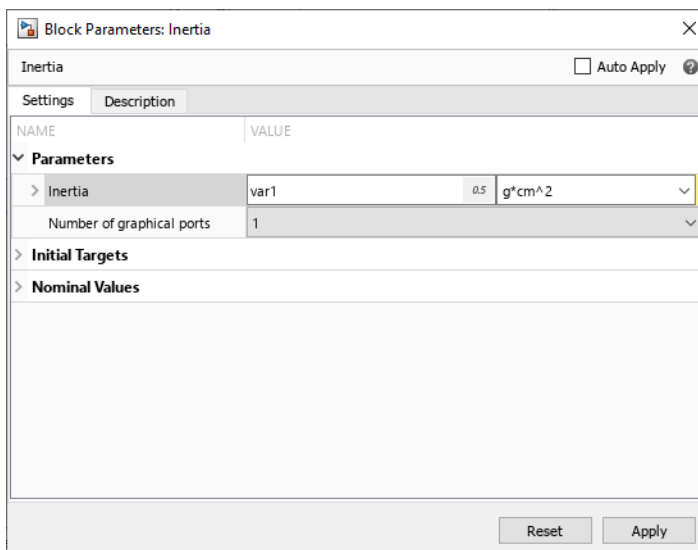 Block Parameters: Inertia
Inertia
Auto Apply
Settings Description
NAME VALUE
Parameters
Inertia var1 0.5 g*cm^2
Number of graphical ports 1
Initial Targets
Nominal Values
Reset Apply